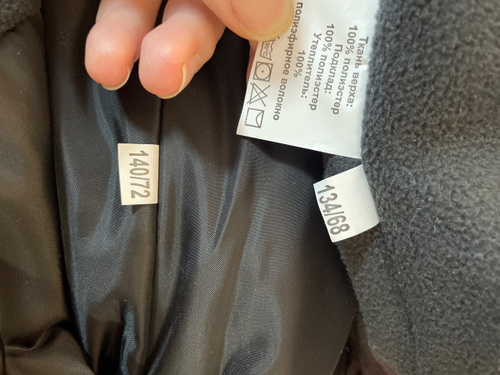 Ткань верха:
100% полиэстер
Подклад:
100% полиэстер
Утеплитель:
100%
полиэфирное волокно
140/72
134/68